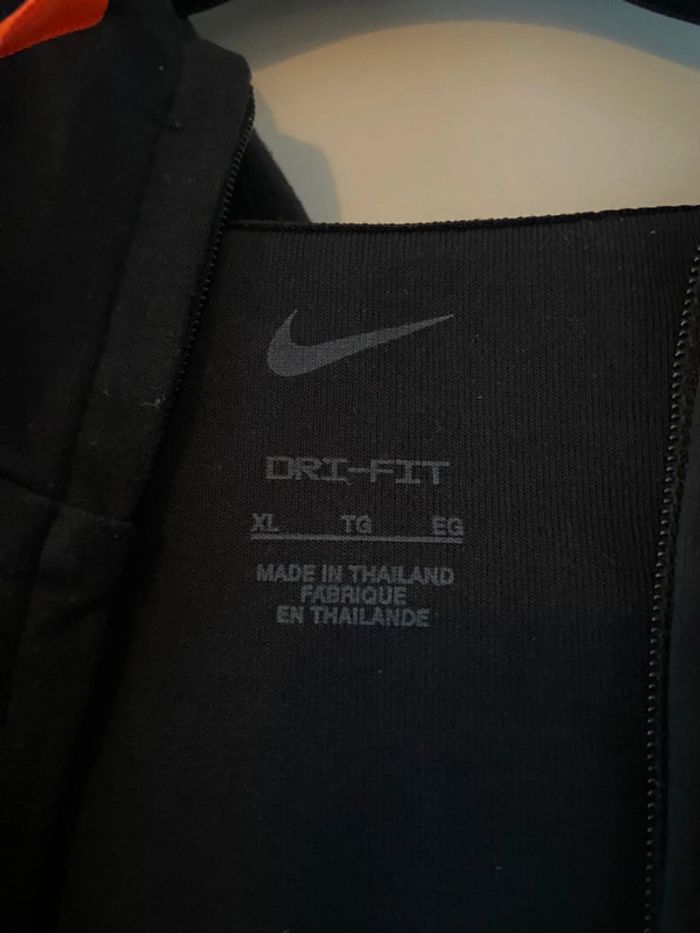 DRI-FIT
XL TG EG
MADE IN THAILAND
FABRIQUE
EN THAILANDE